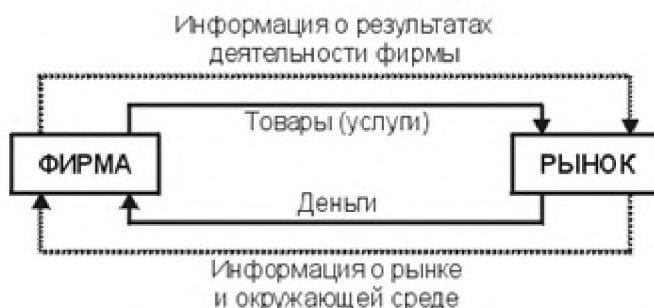 Информация о результатах
деятельности фирмы
Товары (услуги)
ФИРМА
РЫНОК
Деньги
Информация о рынке
и окружающей среде